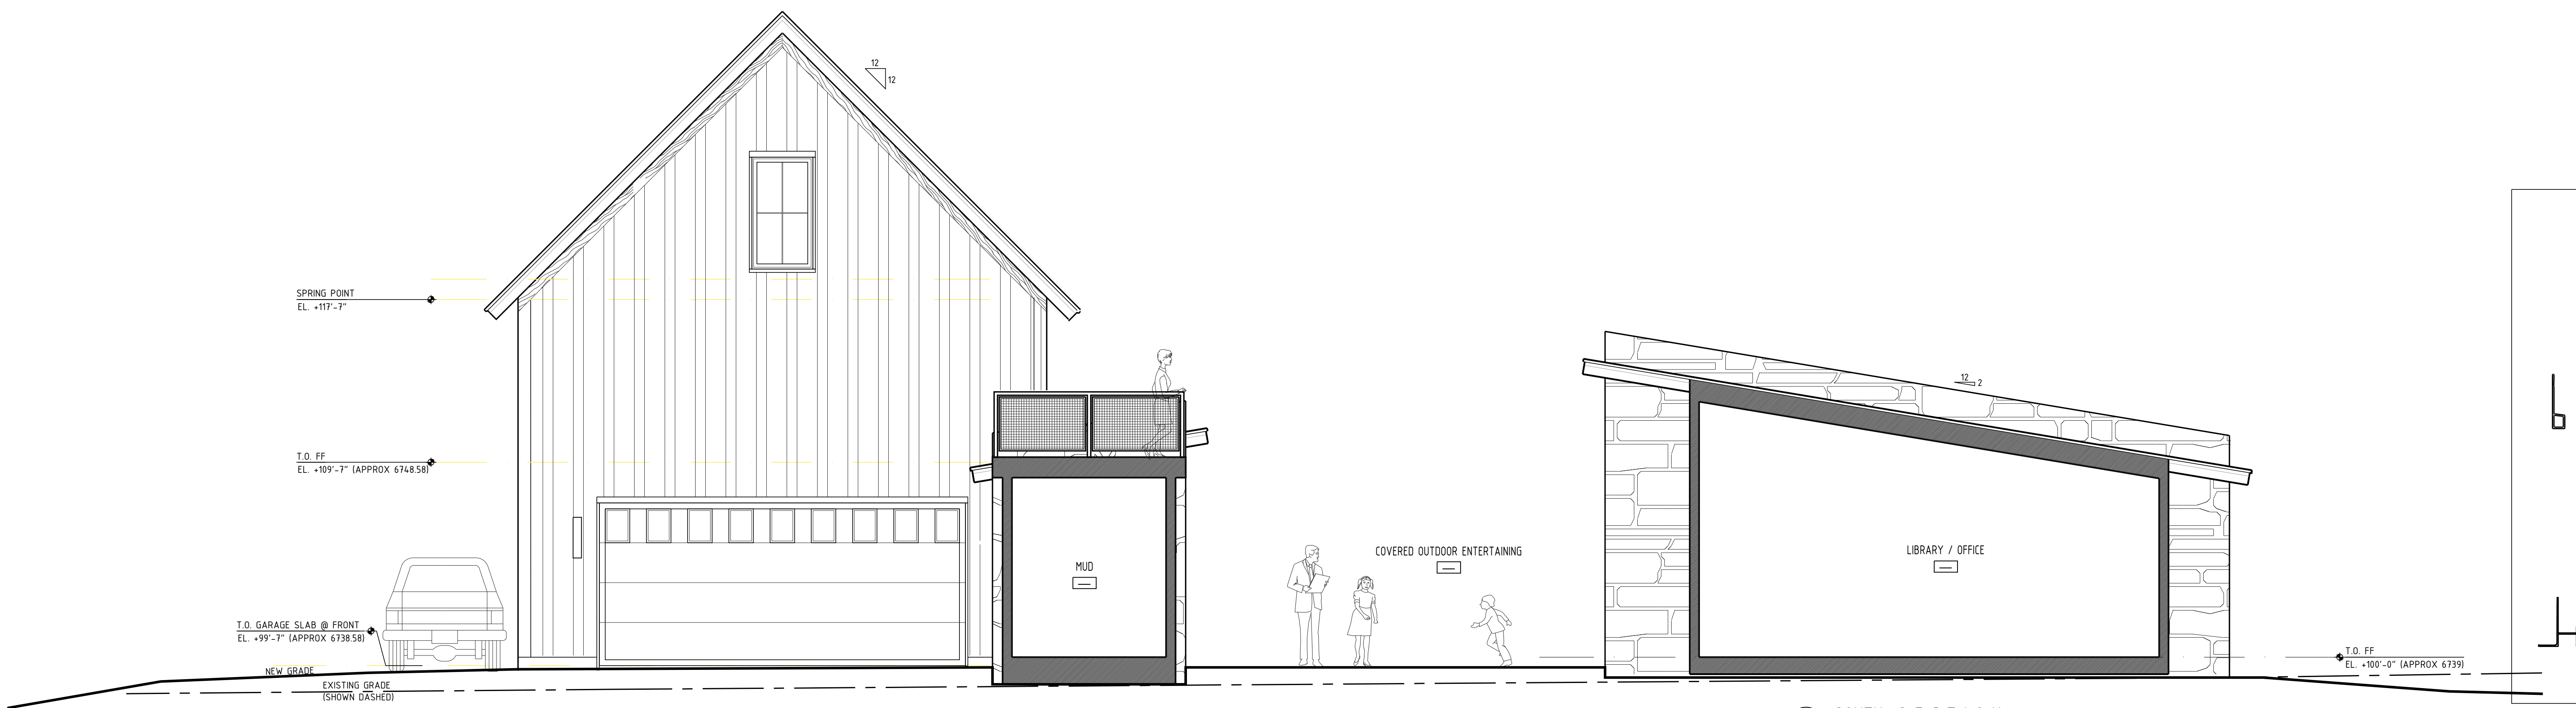 12
12
SPRING POINT
EL. +117'-7"
12
2
T.O. FF
EL. +109'-7" (APPROX 6748.58)
COVERED OUTDOOR ENTERTAINING
LIBRARY / OFFICE
MUD
T.O. GARAGE SLAB @ FRONT
EL. +99'-7" (APPROX 6738.58)
T.O. FF
EL. +100'-0" (APPROX 6739)
NEW GRADE
EXISTING GRADE
(SHOWN DASHED)